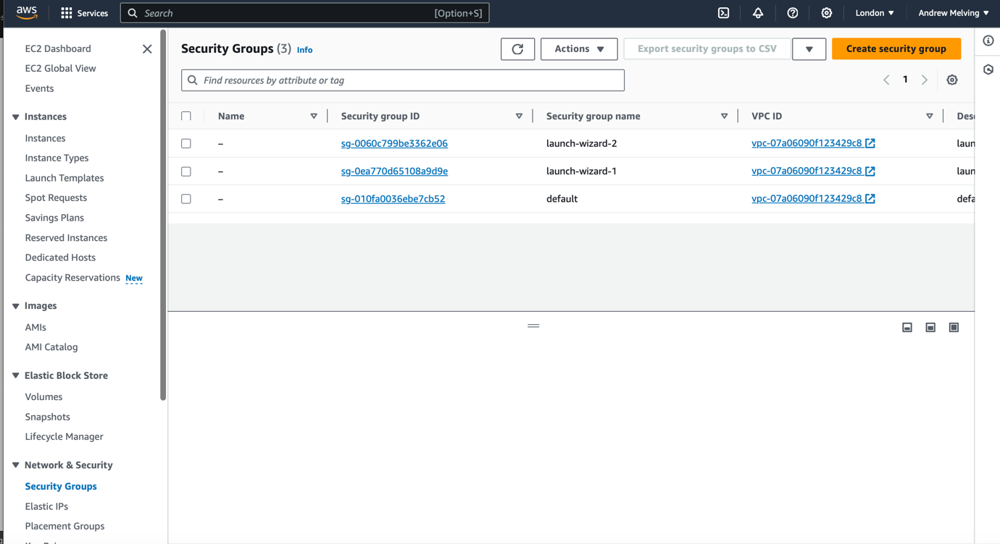 aws Services Search [Option+S] London Andrew Melving
EC2 Dashboard
EC2 Global View
Events
Instances
Instances
Instance Types
Launch Templates
Spot Requests
Savings Plans
Reserved Instances
Dedicated Hosts
Capacity Reservations New
Images
AMIs
AMI Catalog
Elastic Block Store
Volumes
Snapshots
Lifecycle Manager
Network & Security
Security Groups
Elastic IPs
Placement Groups
Security Groups (3) Info
Actions Export security groups to CSV Create security group
Find resources by attribute or tag
1
Name Security group ID Security group name VPC ID Des
– sg-0060c799be3362e06 launch-wizard-2 vpc-07a06090f123429c8 laun
– sg-0ea770d65108a9d9e launch-wizard-1 vpc-07a06090f123429c8 laun
– sg-010fa0036ebe7cb52 default vpc-07a06090f123429c8 defa